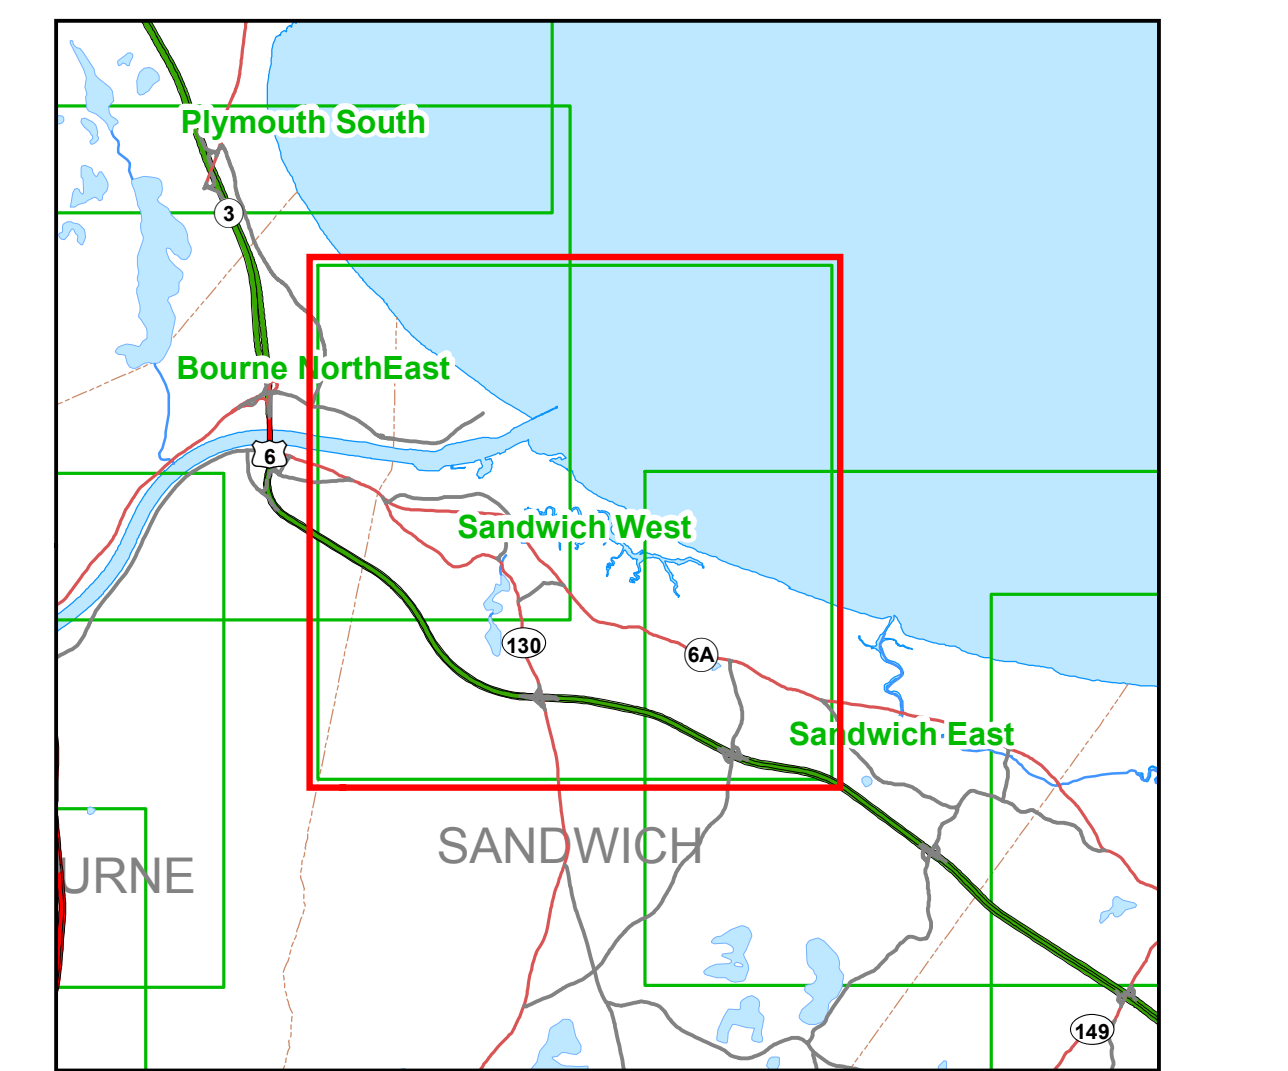 Plymouth South
3
Bourne NorthEast
6
Sandwich West
130
6A
Sandwich East
SANDWICH
URNE
149